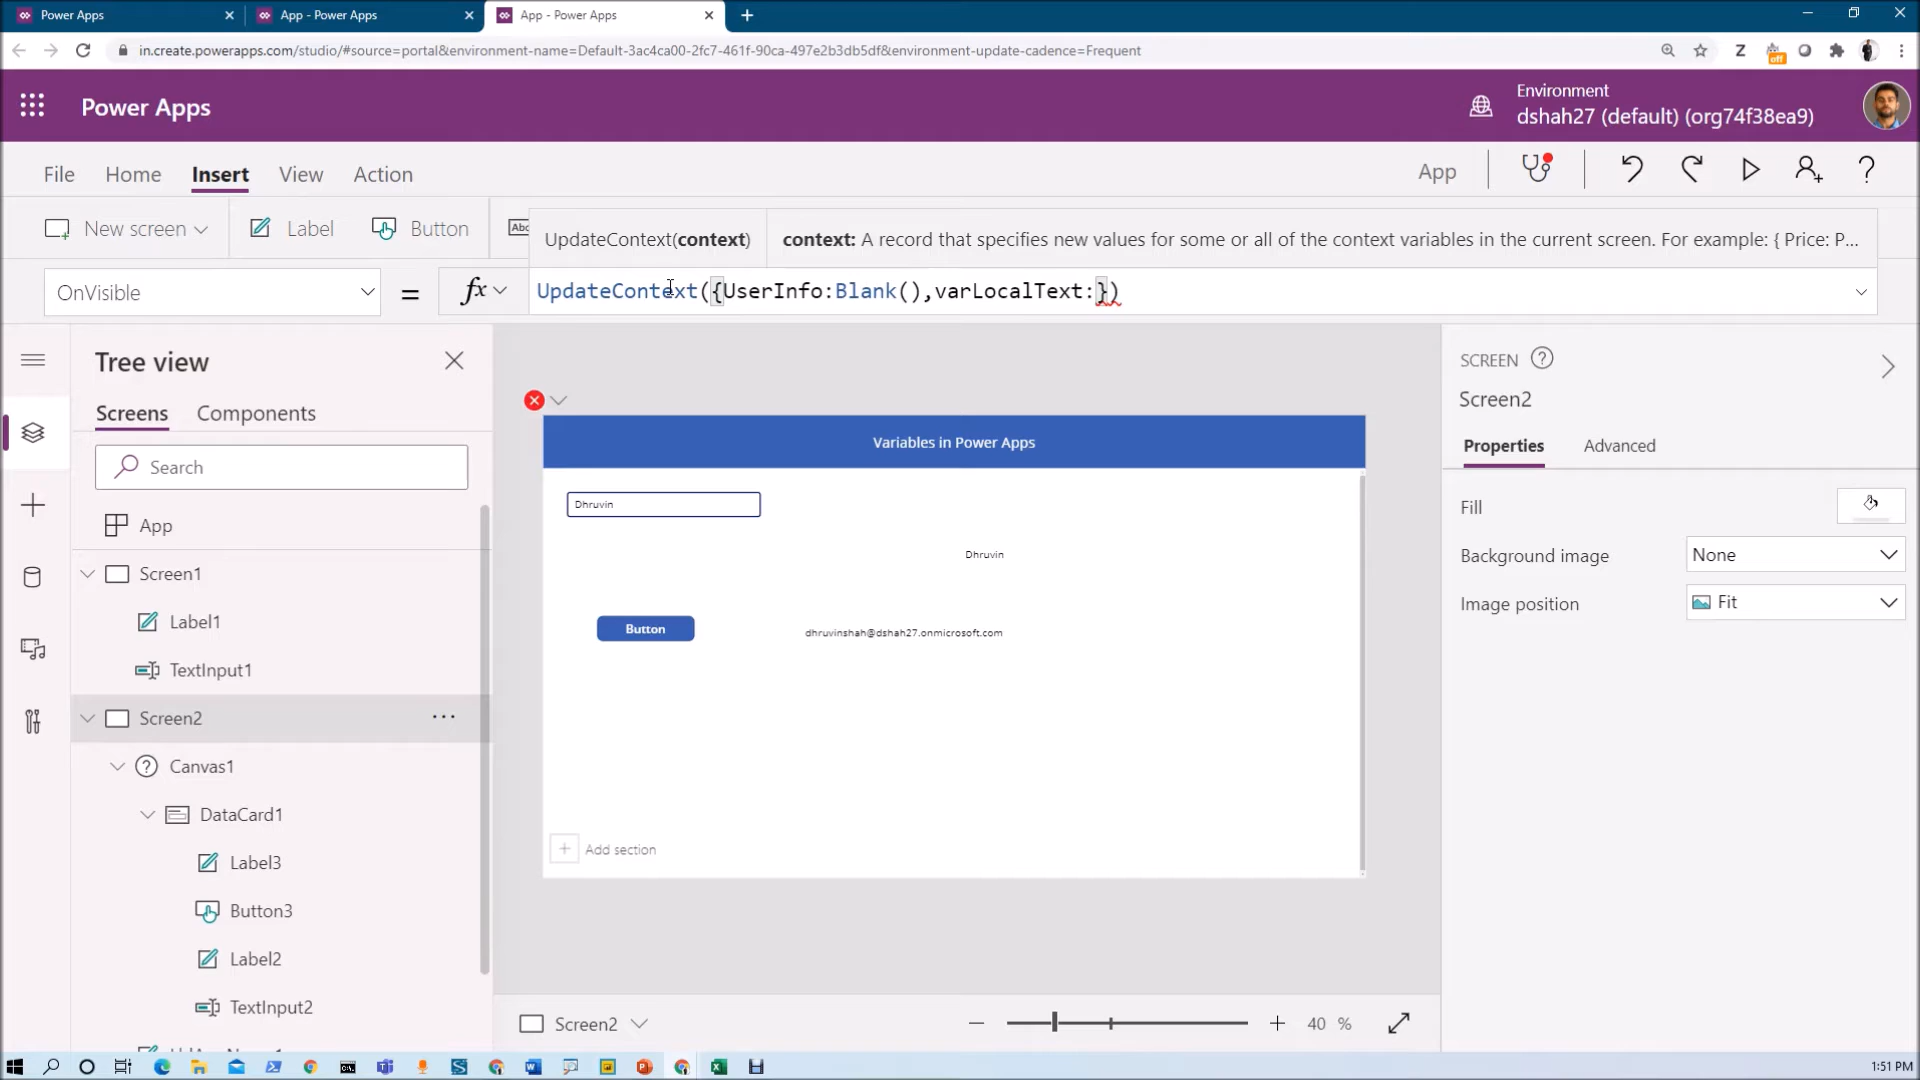 Power Apps
App - Power Apps
App - Power Apps
in.create.powerapps.com/studio/#source=portal&environment-name=Default-3ac4ca00-2fc7-461f-90ca-497e2b3db5df&environment-update-cadence=Frequent
Z
off
Power Apps
Environment
dshah27 (default) (org74f38ea9)
File
Home
Insert
View
Action
App
New screen
Label
Button
Abc
UpdateContext(context)
context: A record that specifies new values for some or all of the context variables in the current screen. For example: { Price: P...
OnVisible
=
fx
UpdateContext({UserInfo:Blank(),varLocalText:})
Tree view
Screens
Components
Search
App
Screen1
Label1
TextInput1
Screen2
Canvas1
DataCard1
Label3
Button3
Label2
TextInput2
Variables in Power Apps
Dhruvin
Dhruvin
Button
dhruvinshah@dshah27.onmicrosoft.com
Add section
SCREEN
Screen2
Properties
Advanced
Fill
Background image
None
Image position
Fit
Screen2
40 %
1:51 PM